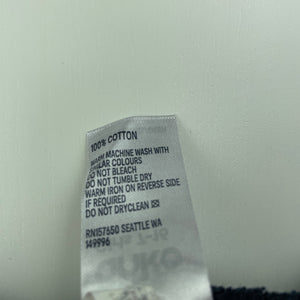 100% COTTON
WARM MACHINE WASH WITH
SIMILAR COLOURS
DO NOT BLEACH
DO NOT TUMBLE DRY
WARM IRON ON REVERSE SIDE
IF REQUIRED
DO NOT DRYCLEAN
RN157650 SEATTLE WA
149996
anko